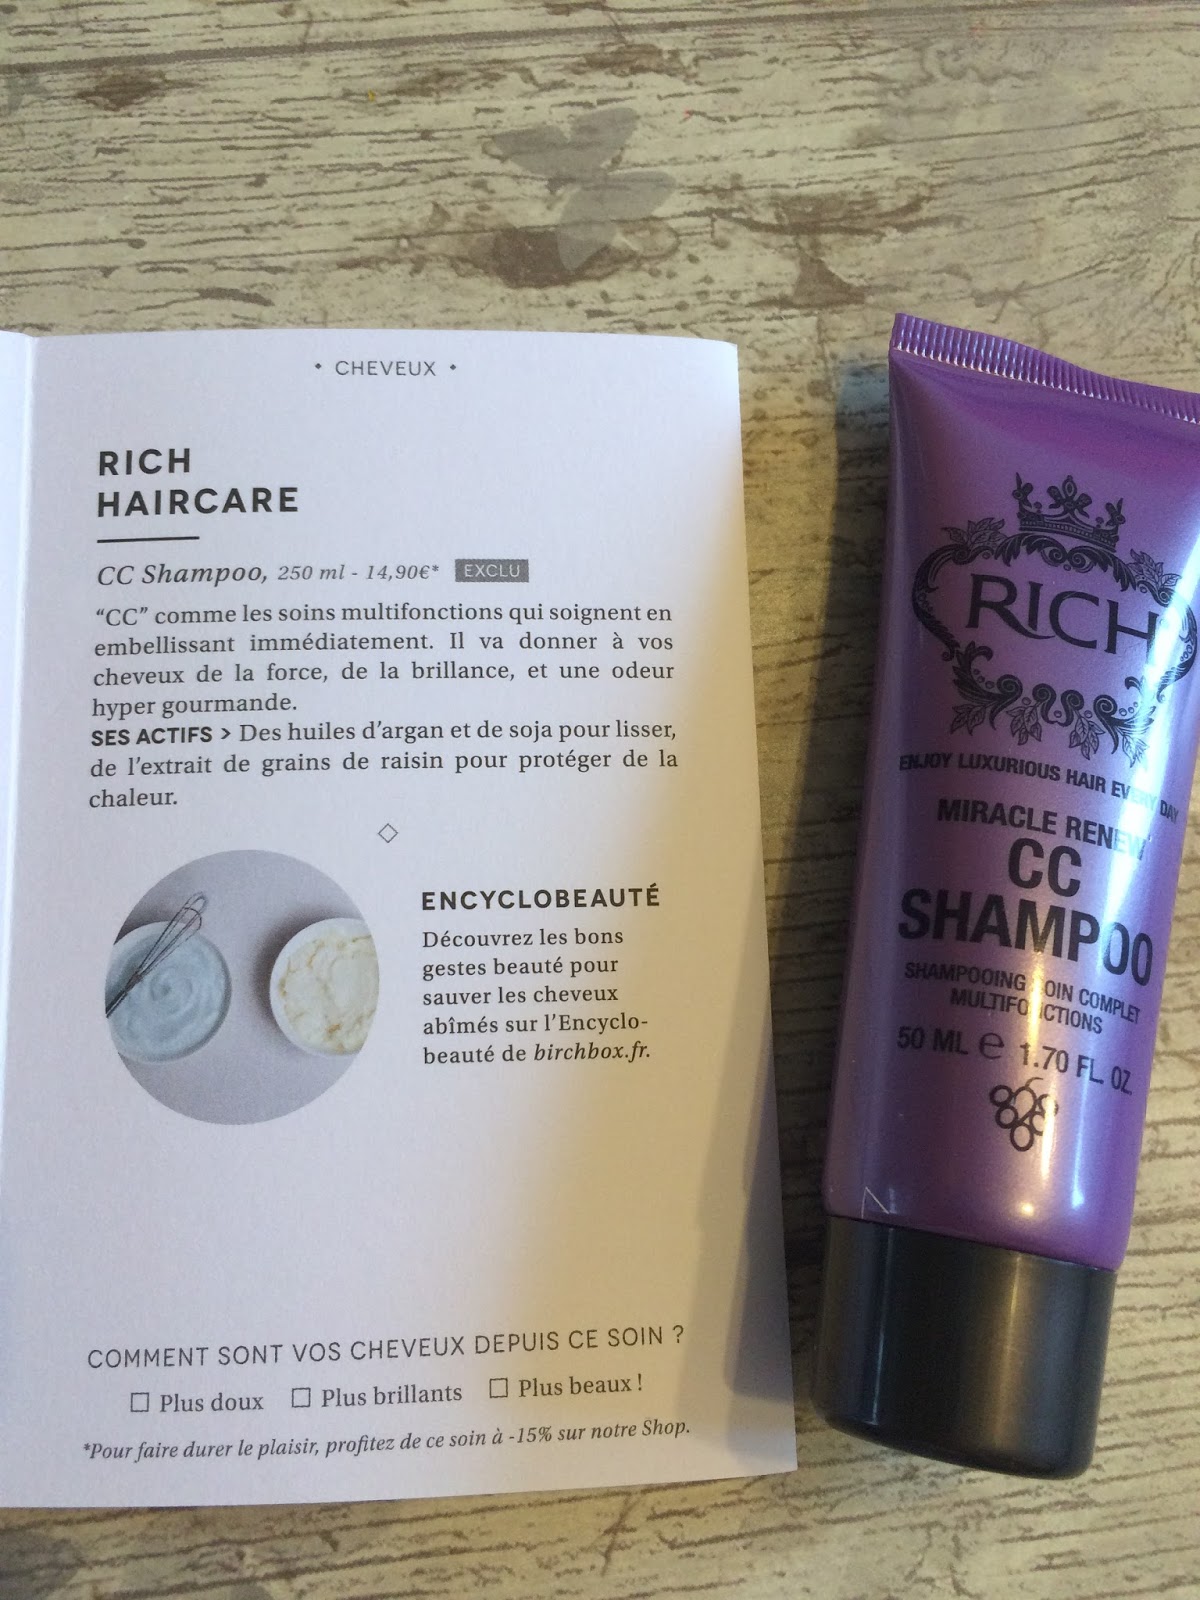 • CHEVEUX •
RICH
HAIRCARE
CC Shampoo, 250 ml - 14,90€* EXCLU
“CC” comme les soins multifonctions qui soignent en
embellissant immédiatement. Il va donner à vos
cheveux de la force, de la brillance, et une odeur
hyper gourmande.
SES ACTIFS > Des huiles d’argan et de soja pour lisser,
de l’extrait de grains de raisin pour protéger de la
chaleur.
ENCYCLOBEAUTÉ
Découvrez les bons
gestes beauté pour
sauver les cheveux
abîmés sur l’Encyclo-
beauté de birchbox.fr.
COMMENT SONT VOS CHEVEUX DEPUIS CE SOIN ?
☐ Plus doux ☐ Plus brillants ☐ Plus beaux !
*Pour faire durer le plaisir, profitez de ce soin à -15% sur notre Shop.
RICH
ENJOY LUXURIOUS HAIR EVERY DAY
MIRACLE RENEW
CC
SHAMPOO
SHAMPOOING SOIN COMPLET
MULTIFONCTIONS
50 ML e 1.70 FL. OZ.